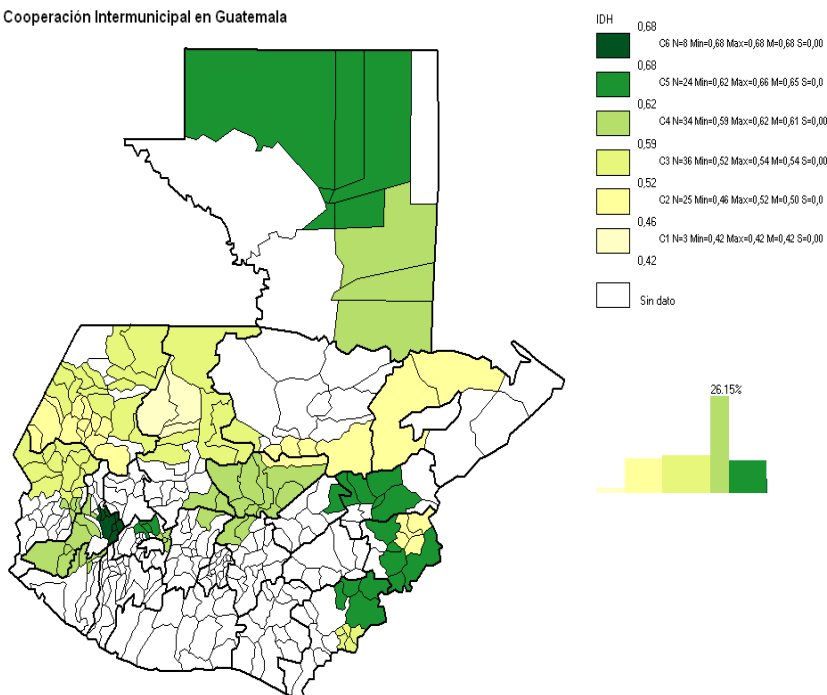 Cooperación Intermunicipal en Guatemala
IDH
0,68
C6 N=8 Min=0,68 Max=0,68 M=0,68 S=0,00
0,68
C5 N=24 Min=0,62 Max=0,66 M=0,65 S=0,0
0,62
C4 N=34 Min=0,59 Max=0,62 M=0,61 S=0,00
0,59
C3 N=36 Min=0,52 Max=0,54 M=0,54 S=0,00
0,52
C2 N=25 Min=0,46 Max=0,52 M=0,50 S=0,0
0,46
C1 N=3 Min=0,42 Max=0,42 M=0,42 S=0,00
0,42
Sin dato
26.15%